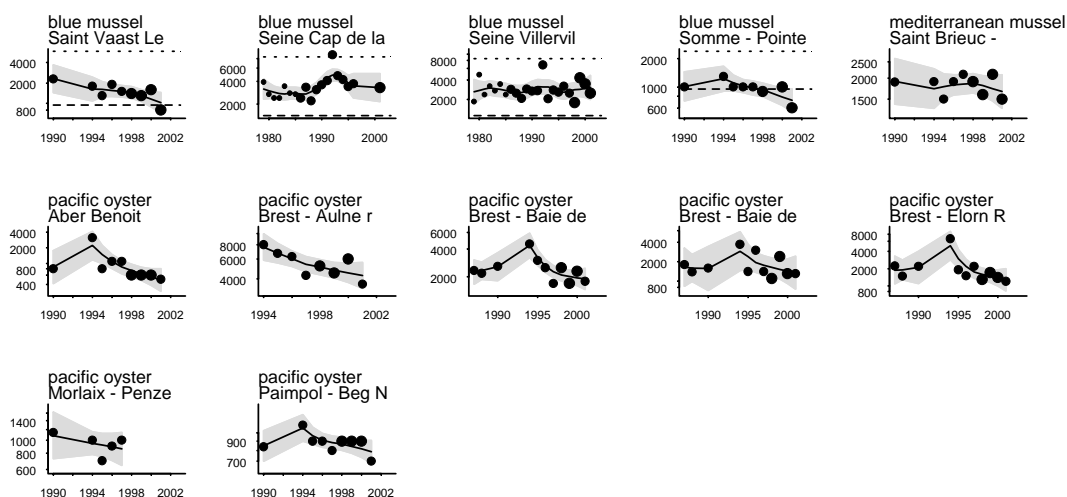 blue mussel
Saint Vaast Le
4000
2000
800
1990 1994 1998 2002
blue mussel
Seine Cap de la
6000
4000
2000
1980 1990 2000
blue mussel
Seine Villervil
8000
4000
2000
1980 1990 2000
blue mussel
Somme - Pointe
2000
1000
600
1990 1994 1998 2002
mediterranean mussel
Saint Brieuc -
2500
2000
1500
1990 1994 1998 2002
pacific oyster
Aber Benoit
4000
2000
800
400
1990 1994 1998 2002
pacific oyster
Brest - Aulne r
8000
6000
4000
1994 1998 2002
pacific oyster
Brest - Baie de
6000
4000
2000
1990 1995 2000
pacific oyster
Brest - Baie de
4000
2000
800
1990 1995 2000
pacific oyster
Brest - Elorn R
8000
4000
2000
800
1990 1995 2000
pacific oyster
Morlaix - Penze
1400
1000
800
600
1990 1994 1998 2002
pacific oyster
Paimpol - Beg N
900
700
1990 1994 1998 2002